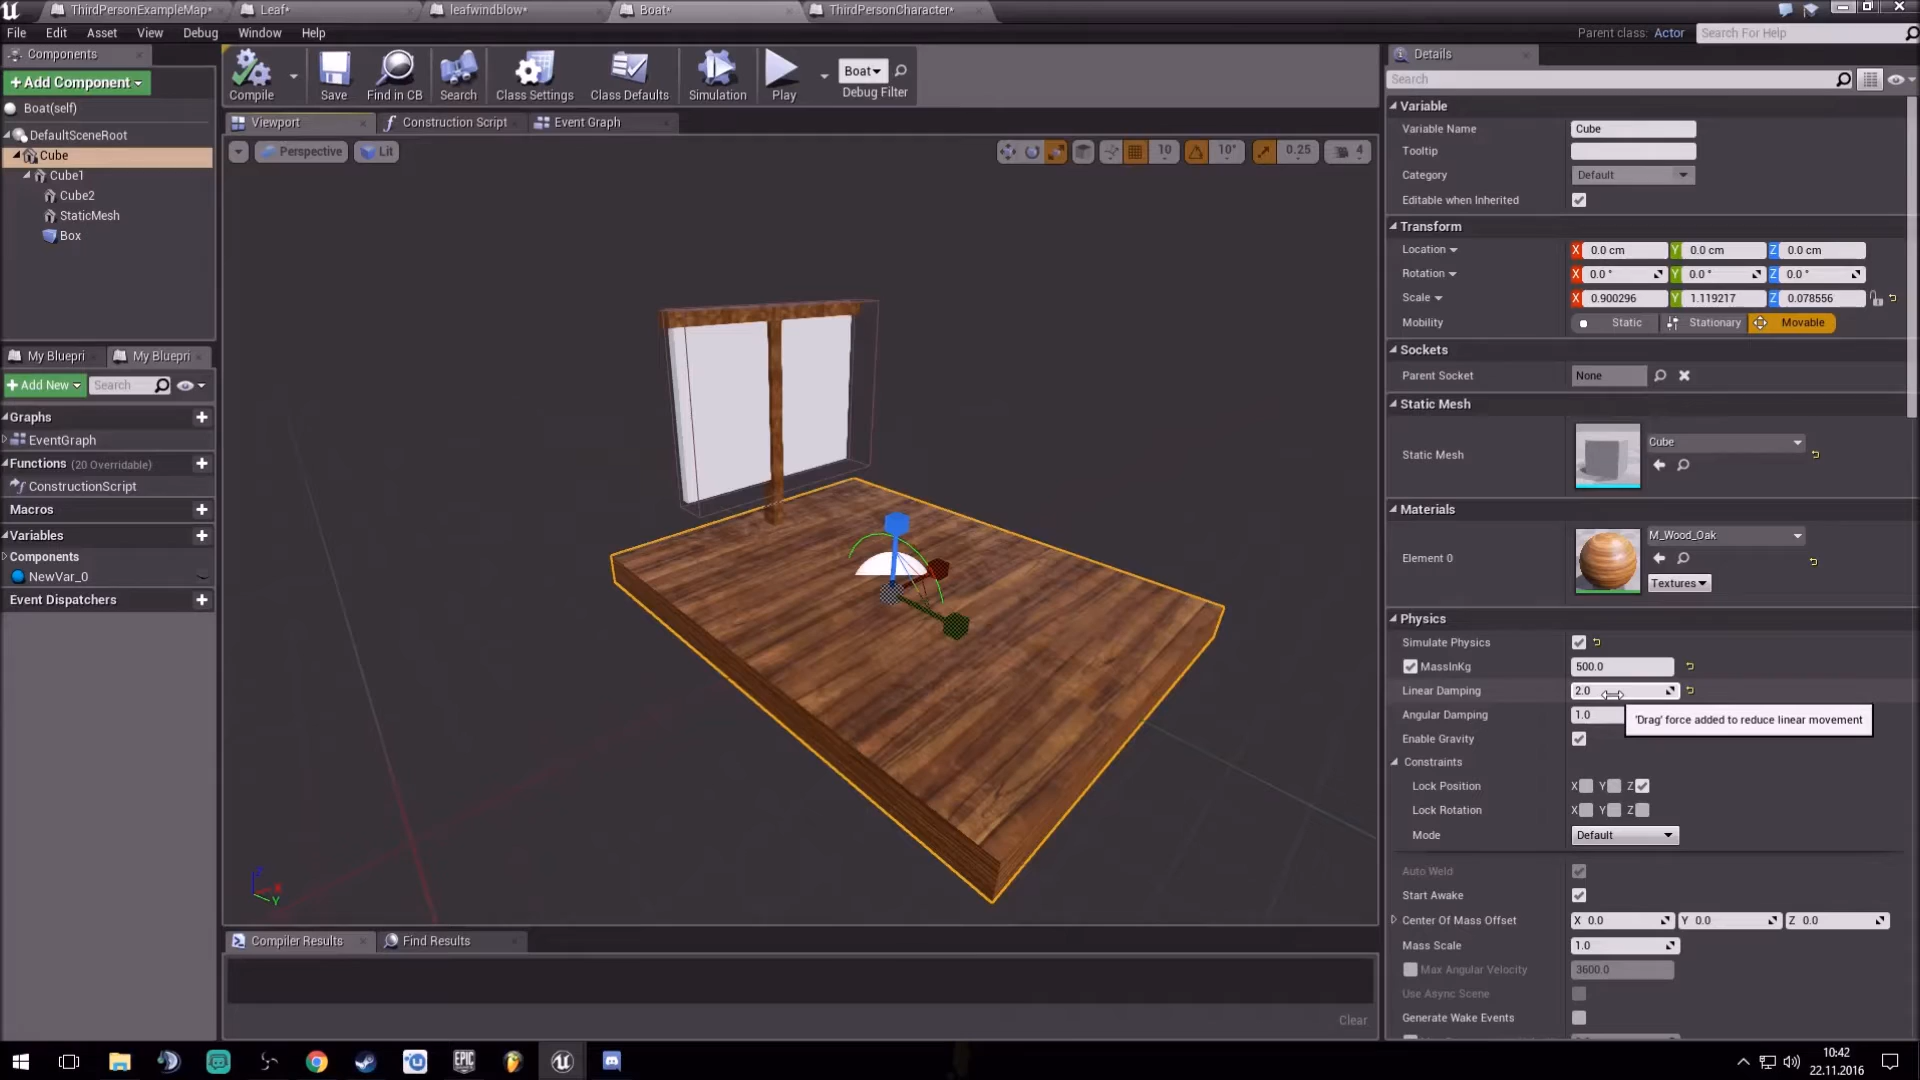 ThirdPersonExampleMap*
Leaf*
leafwindblow*
Boat*
ThirdPersonCharacter*
File Edit Asset View Debug Window Help
Parent class: Actor
Search For Help
Components
+Add Component
Boat(self)
DefaultSceneRoot
Cube
Cube1
Cube2
StaticMesh
Box
My Bluepri
My Bluepri
+Add New
Search
Graphs
EventGraph
Functions (20 Overridable)
ConstructionScript
Macros
Variables
Components
NewVar_0
Event Dispatchers
Compile
Save
Find in CB
Search
Class Settings
Class Defaults
Simulation
Play
Boat
Debug Filter
Viewport
Construction Script
Event Graph
Perspective
Lit
10
10°
0.25
4
Z
X
Y
Compiler Results
Find Results
Clear
Details
Search
Variable
Variable Name Cube
Tooltip
Category Default
Editable when Inherited
Transform
Location X 0.0 cm Y 0.0 cm Z 0.0 cm
Rotation X 0.0 ° Y 0.0 ° Z 0.0 °
Scale X 0.900296 Y 1.119217 Z 0.078556
Mobility Static Stationary Movable
Sockets
Parent Socket None
Static Mesh
Static Mesh Cube
Materials
Element 0 M_Wood_Oak
Textures
Physics
Simulate Physics
MassInKg 500.0
Linear Damping 2.0
Angular Damping 1.0
'Drag' force added to reduce linear movement
Enable Gravity
Constraints
Lock Position X Y Z
Lock Rotation X Y Z
Mode Default
Auto Weld
Start Awake
Center Of Mass Offset X 0.0 Y 0.0 Z 0.0
Mass Scale 1.0
Max Angular Velocity 3600.0
Use Async Scene
Generate Wake Events
EPIC
10:42
22.11.2016